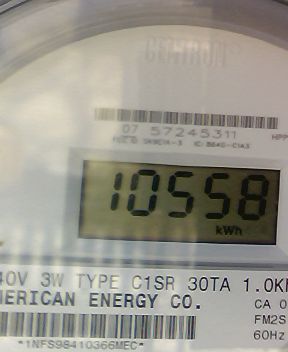 CENTRON
07 57245311
10558
kWh
40V 3W TYPE C1SR 30TA 1.0K
MERICAN ENERGY CO.
CA 0
FM2S
60Hz
*1NFS98410366MEC*